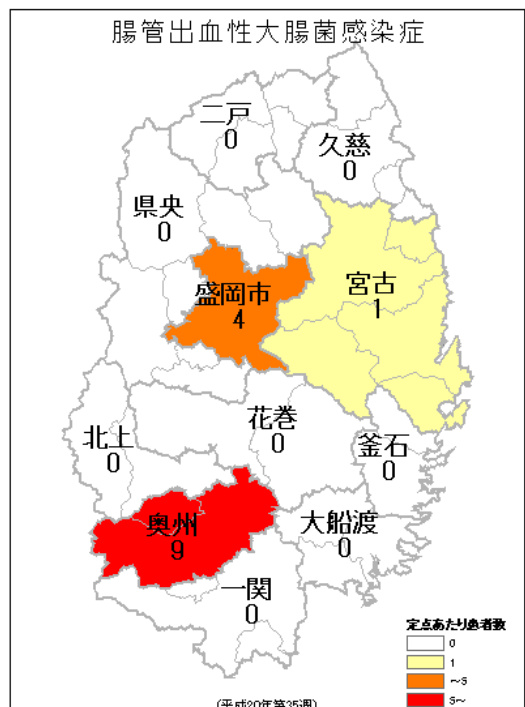 腸管出血性大腸菌感染症
二戸
0
久慈
0
県央
0
盛岡市
4
宮古
1
花巻
0
北上
0
釜石
0
奥州
9
大船渡
0
一関
0
定点あたり患者数
0
1
～5
5～
(平成20年第35週)